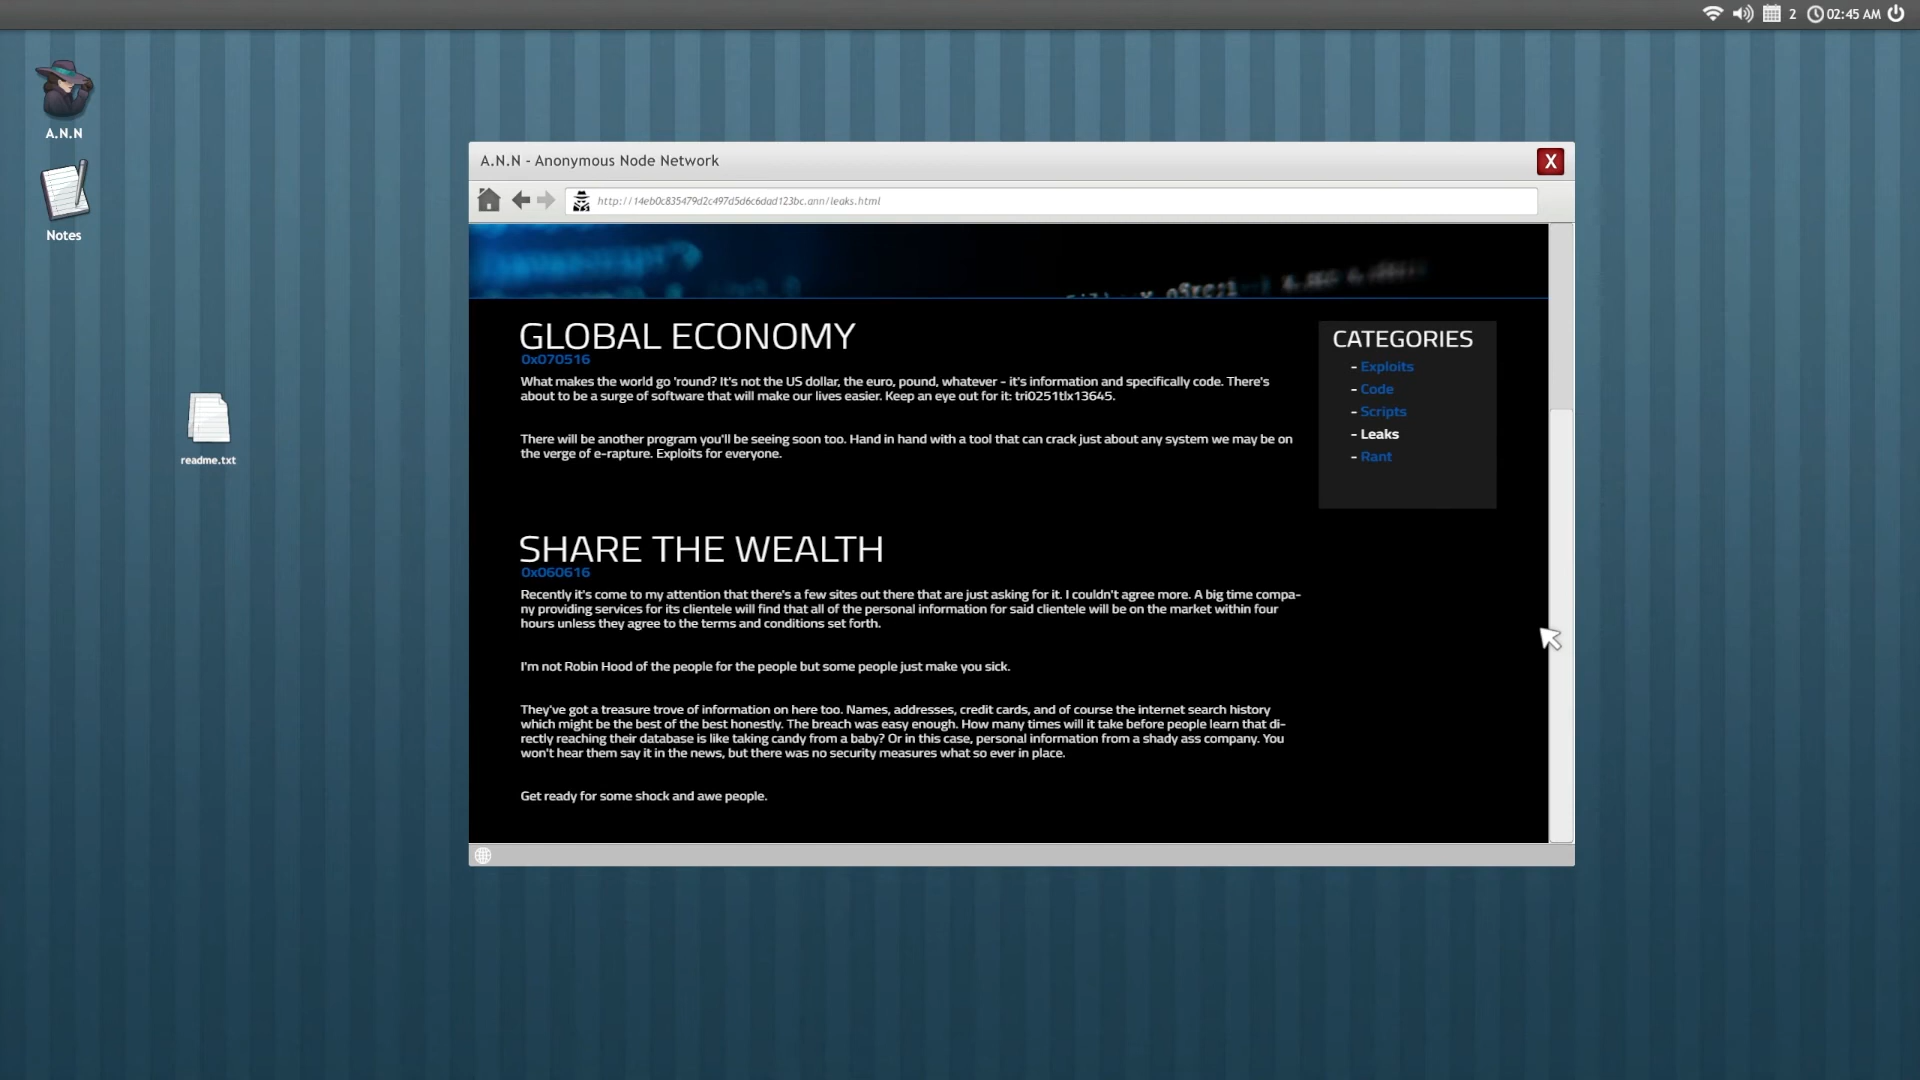 2 02:45 AM
A.N.N
Notes
readme.txt
A.N.N - Anonymous Node Network
X
http://14eb0c835479d2c497d5d6c6dad123bc.ann/leaks.html
GLOBAL ECONOMY
0x070516
What makes the world go 'round? It's not the US dollar, the euro, pound, whatever - it's information and specifically code. There's
about to be a surge of software that will make our lives easier. Keep an eye out for it: tri0251tlx13645.
There will be another program you'll be seeing soon too. Hand in hand with a tool that can crack just about any system we may be on
the verge of e-rapture. Exploits for everyone.
CATEGORIES
- Exploits
- Code
- Scripts
- Leaks
- Rant
SHARE THE WEALTH
0x060616
Recently it's come to my attention that there's a few sites out there that are just asking for it. I couldn't agree more. A big time compa-
ny providing services for its clientele will find that all of the personal information for said clientele will be on the market within four
hours unless they agree to the terms and conditions set forth.
I'm not Robin Hood of the people for the people but some people just make you sick.
They've got a treasure trove of information on here too. Names, addresses, credit cards, and of course the internet search history
which might be the best of the best honestly. The breach was easy enough. How many times will it take before people learn that di-
rectly reaching their database is like taking candy from a baby? Or in this case, personal information from a shady ass company. You
won't hear them say it in the news, but there was no security measures what so ever in place.
Get ready for some shock and awe people.